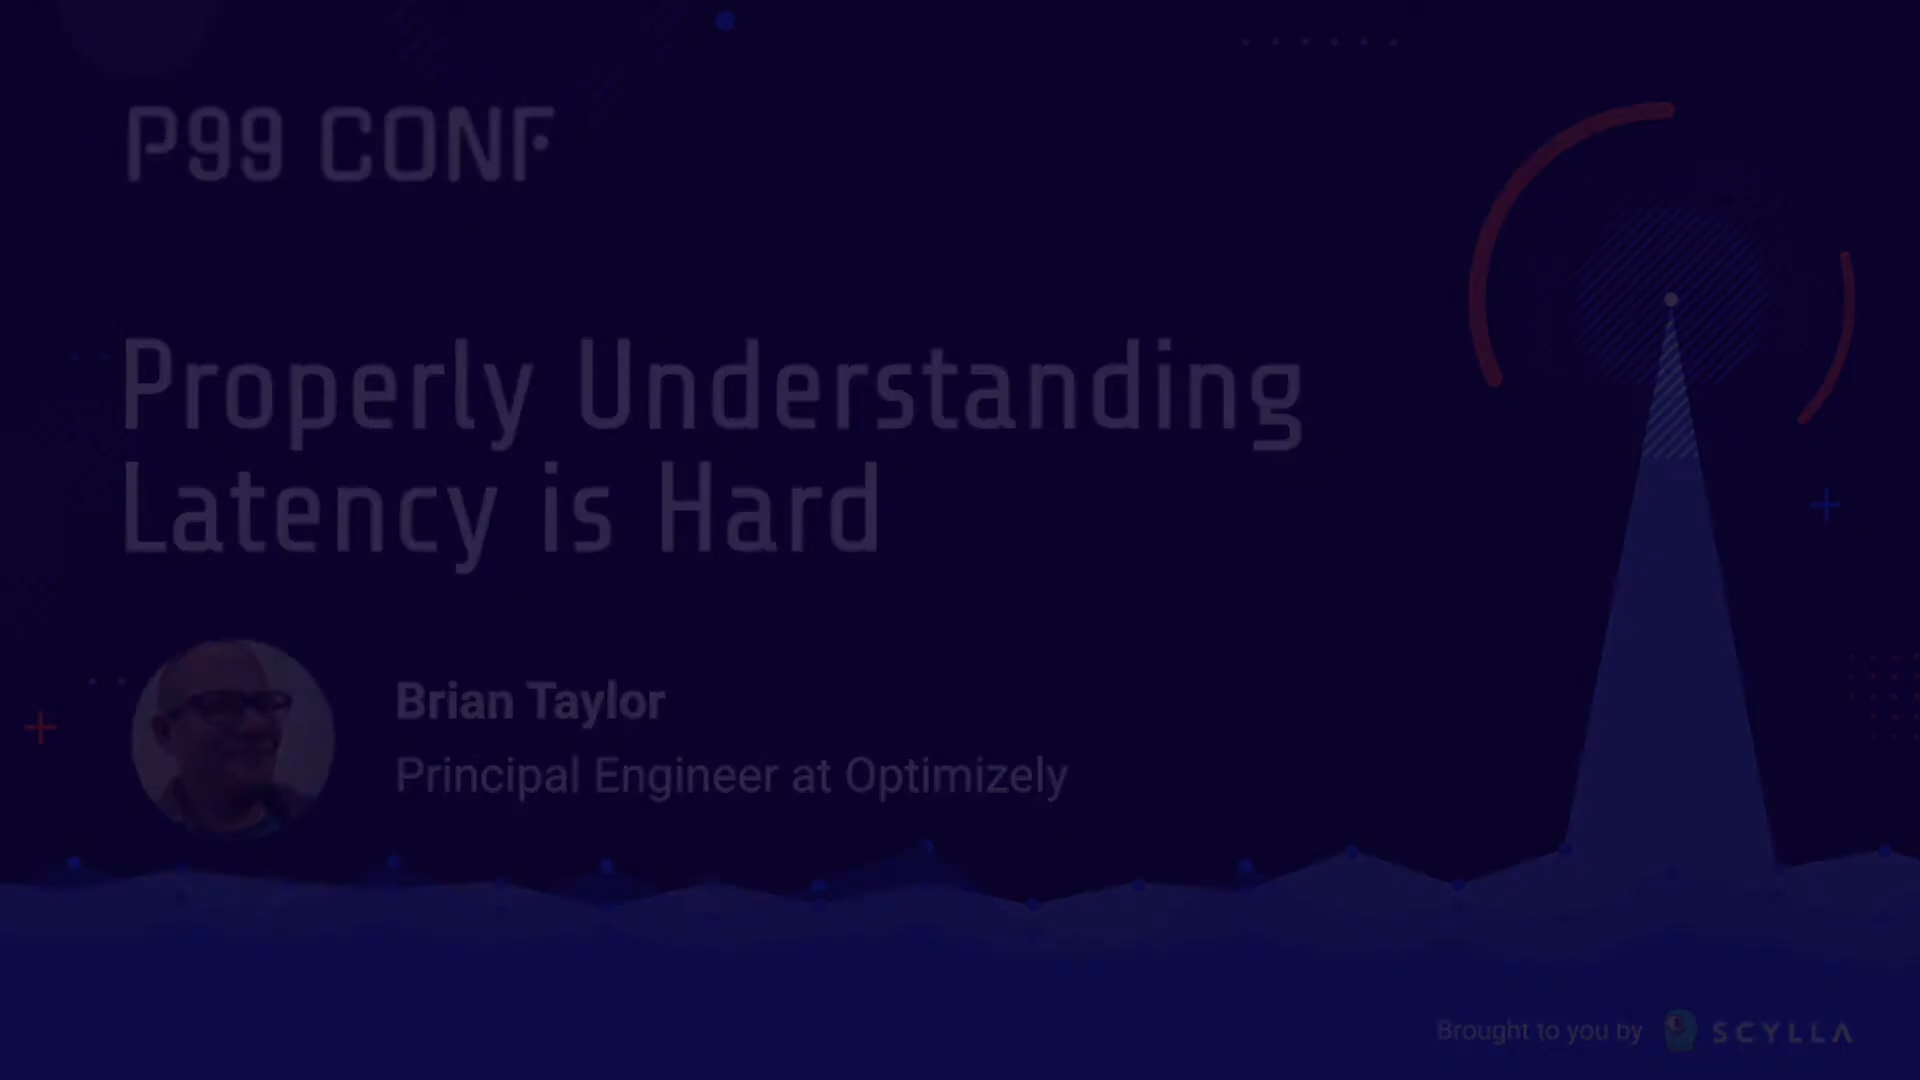 P99 CONF
Properly Understanding
Latency is Hard
Brian Taylor
Principal Engineer at Optimizely
Brought to you by SCYLLA